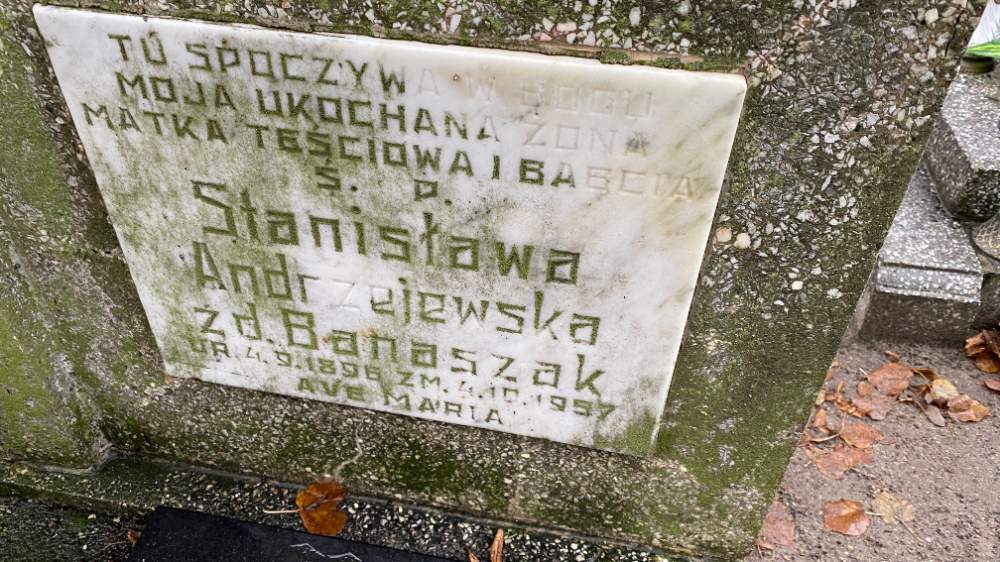 TU SPOCZYWA W BOGU
MOJA UKOCHANA ŻONA
MATKA TEŚCIOWA I BABCIA
Ś. P.
Stanisława
Andrzejewska
zd. Banaszak
UR. 4.9.1896 ZM. 4.10.1957
AVE MARIA